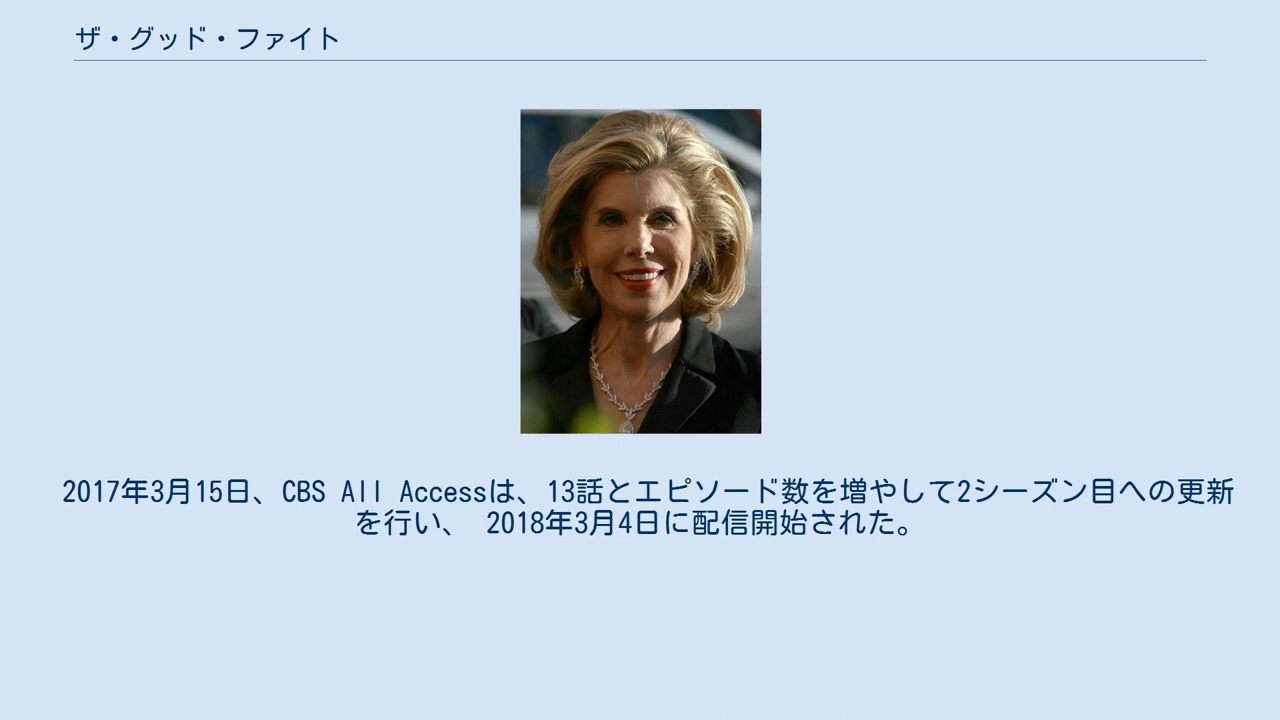 ザ・グッド・ファイト
2017年3月15日、CBS All Accessは、13話とエピソード数を増やして2シーズン目への更新
を行い、 2018年3月4日に配信開始された。